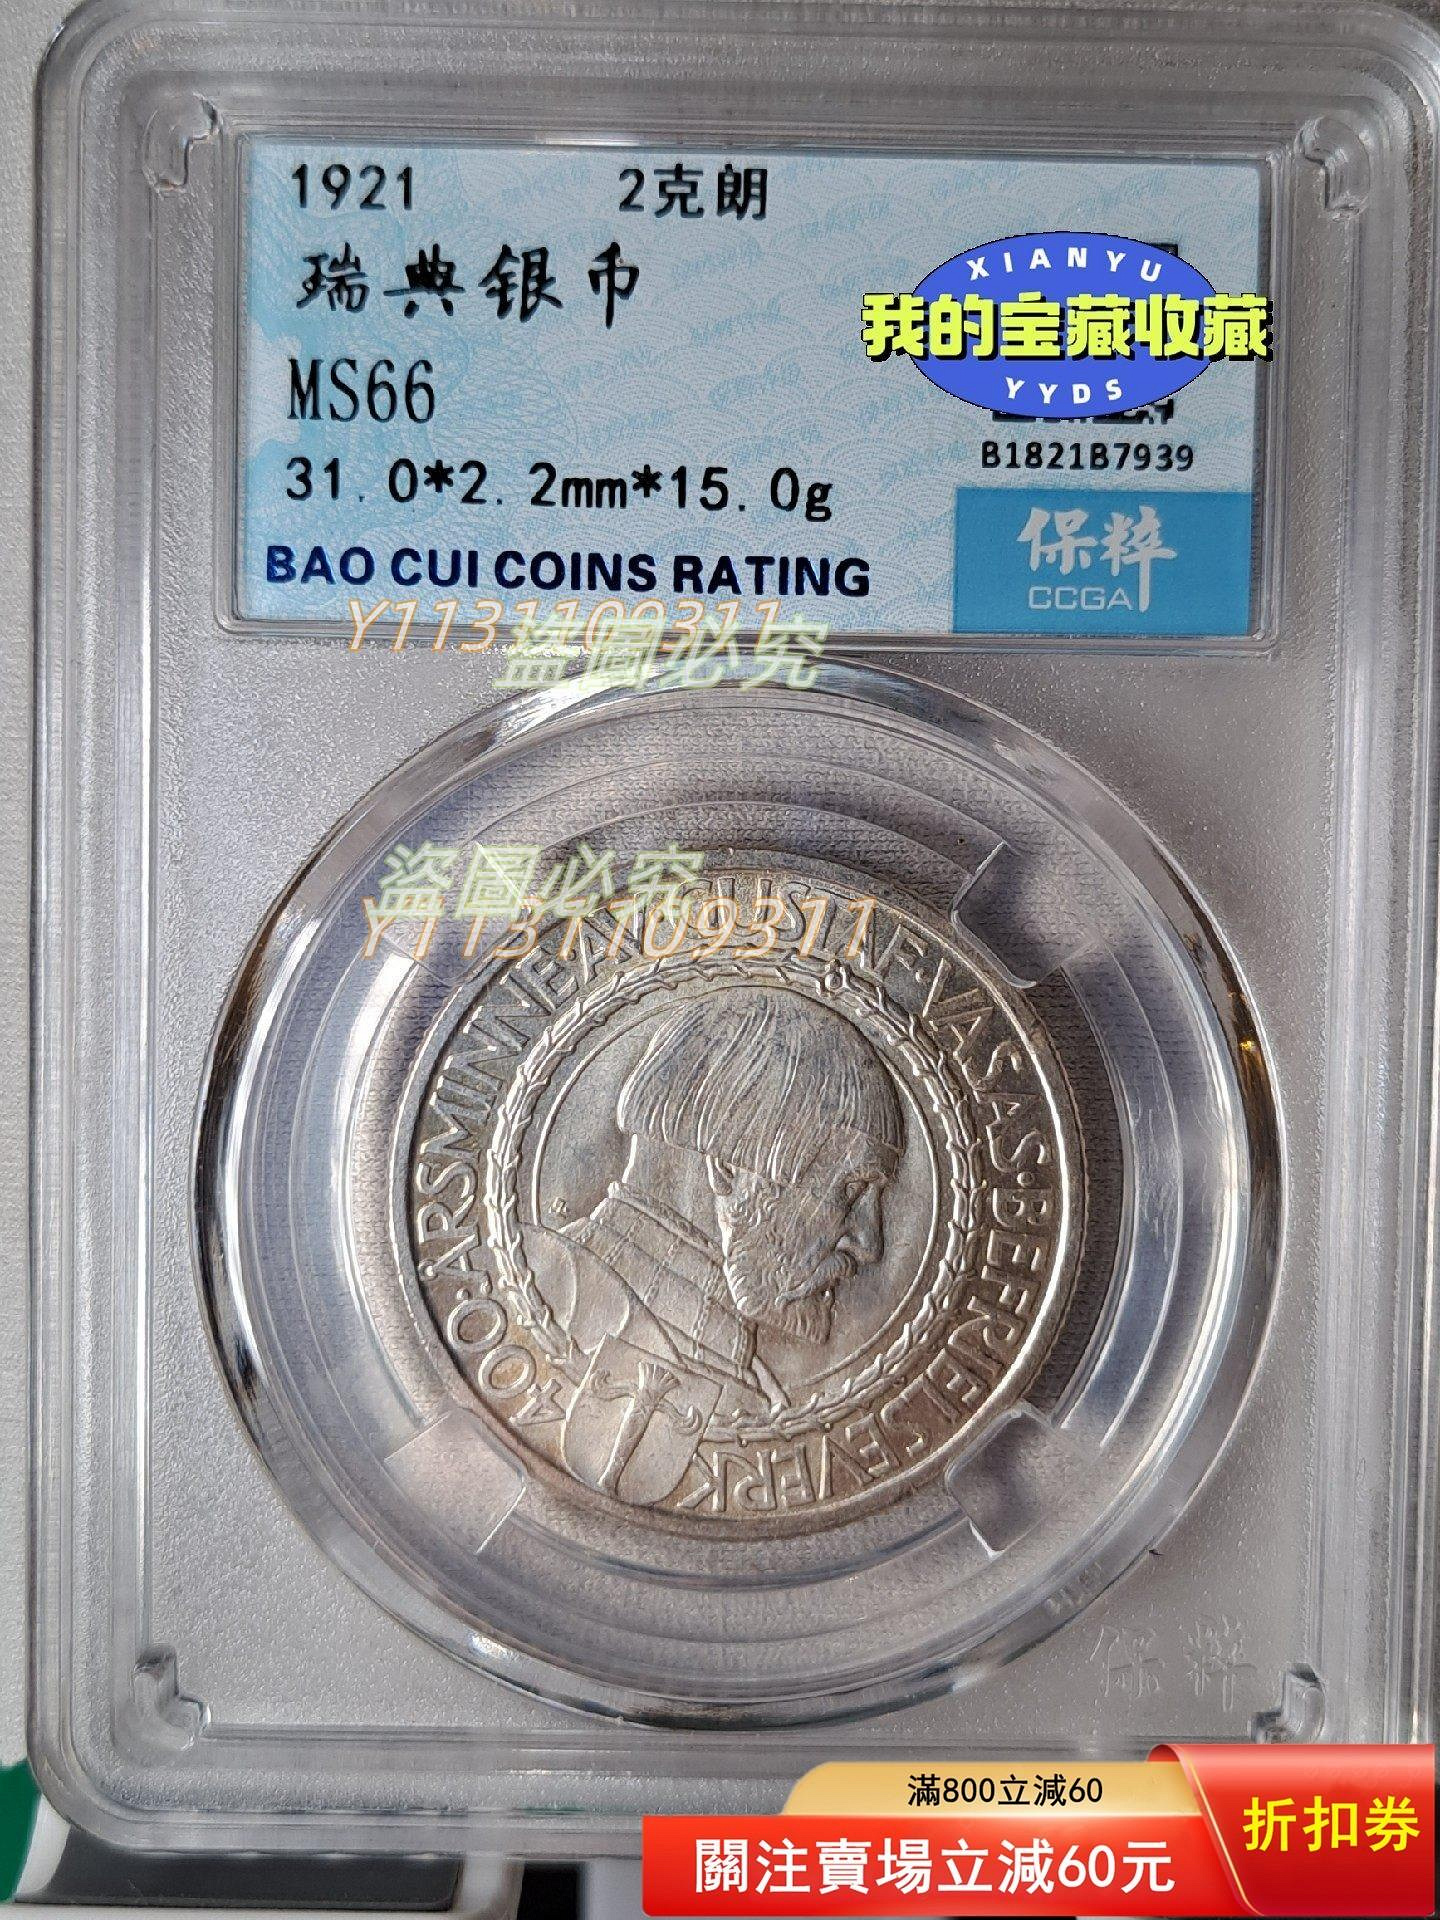 1921 2克朗
瑞典银币
MS66
31.0*2.2mm*15.0g
BAO CUI COINS RATING
XIANYU
我的宝藏收藏
YYDS
B1821B7939
保粹
CCGA
Y1131109311
盜圖必究
盜圖必究
Y1131109311
400·ÅRSMINNE·AV·GUSTAF·VASAS·BEFRIELSEVERK
保粹
滿800立減60
關注賣場立減60元
折扣券